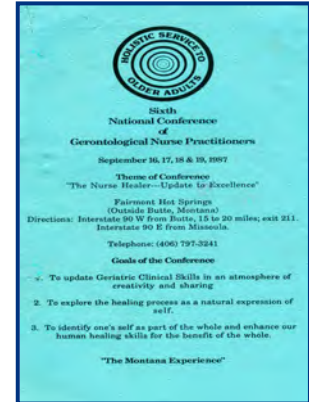 HOLISTIC SERVICE TO
OLDER ADULTS
Sixth
National Conference
of
Gerontological Nurse Practitioners
September 16, 17, 18 & 19, 1987
Theme of Conference
"The Nurse Healer—Update to Excellence"
Fairmont Hot Springs
(Outside Butte, Montana)
Directions: Interstate 90 W from Butte, 15 to 20 miles; exit 211.
Interstate 90 E from Missoula.
Telephone: (406) 797-3241
Goals of the Conference
1. To update Geriatric Clinical Skills in an atmosphere of
creativity and sharing
2. To explore the healing process as a natural expression of
self.
3. To identify one's self as part of the whole and enhance our
human healing skills for the benefit of the whole.
"The Montana Experience"